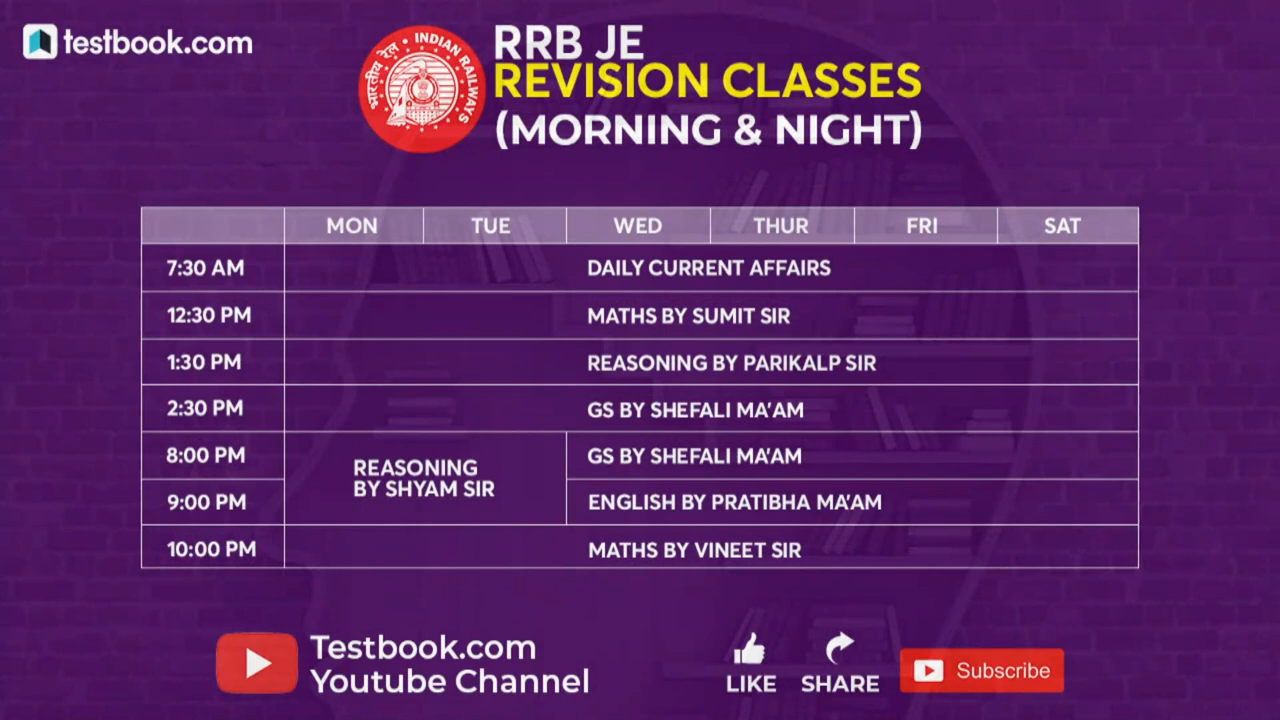 testbook.com
भारतीय रेल • INDIAN RAILWAYS
RRB JE
REVISION CLASSES
(MORNING & NIGHT)
MON TUE WED THUR FRI SAT
7:30 AM DAILY CURRENT AFFAIRS
12:30 PM MATHS BY SUMIT SIR
1:30 PM REASONING BY PARIKALP SIR
2:30 PM GS BY SHEFALI MA'AM
8:00 PM GS BY SHEFALI MA'AM
REASONING
BY SHYAM SIR
9:00 PM ENGLISH BY PRATIBHA MA'AM
10:00 PM MATHS BY VINEET SIR
Testbook.com
Youtube Channel
LIKE SHARE Subscribe